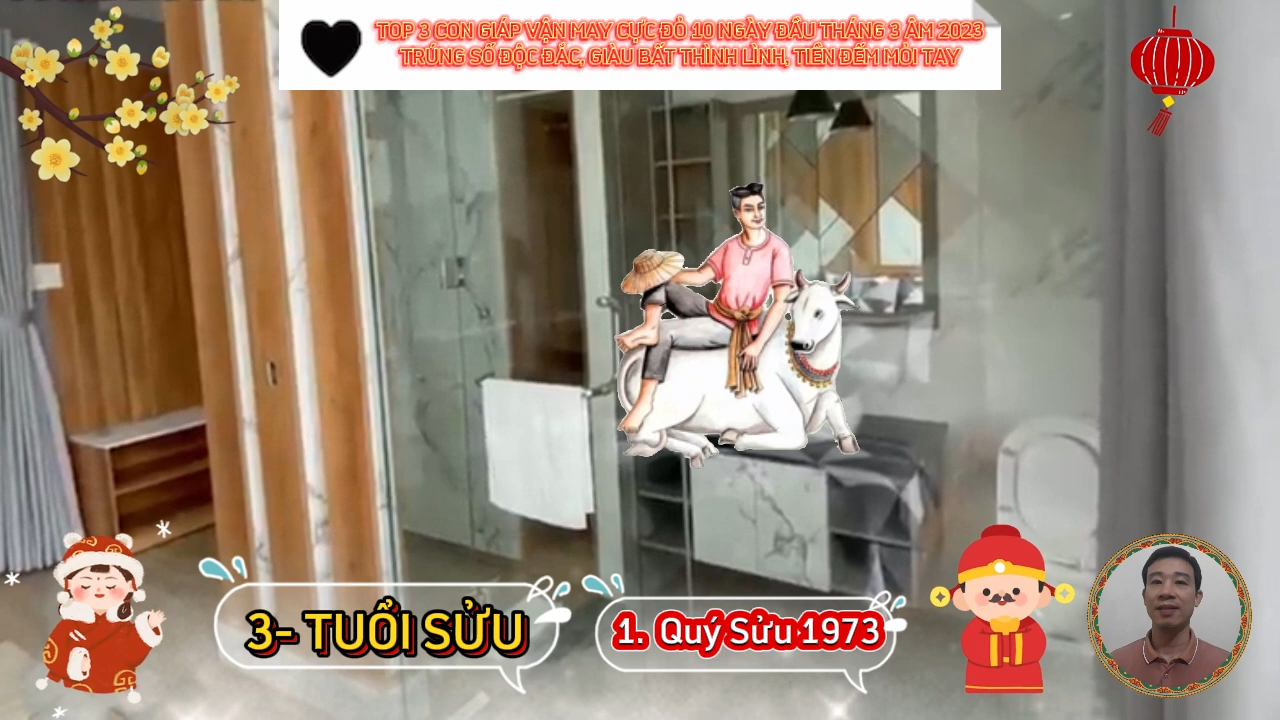 TOP 3 CON GIÁP VẬN MAY CỰC ĐỎ 10 NGÀY ĐẦU THÁNG 3 ÂM 2023
TRÚNG SỐ ĐỘC ĐẮC, GIÀU BẤT THÌNH LÌNH, TIỀN ĐẾM MỎI TAY
3- TUỔI SỬU
1. Quý Sửu 1973